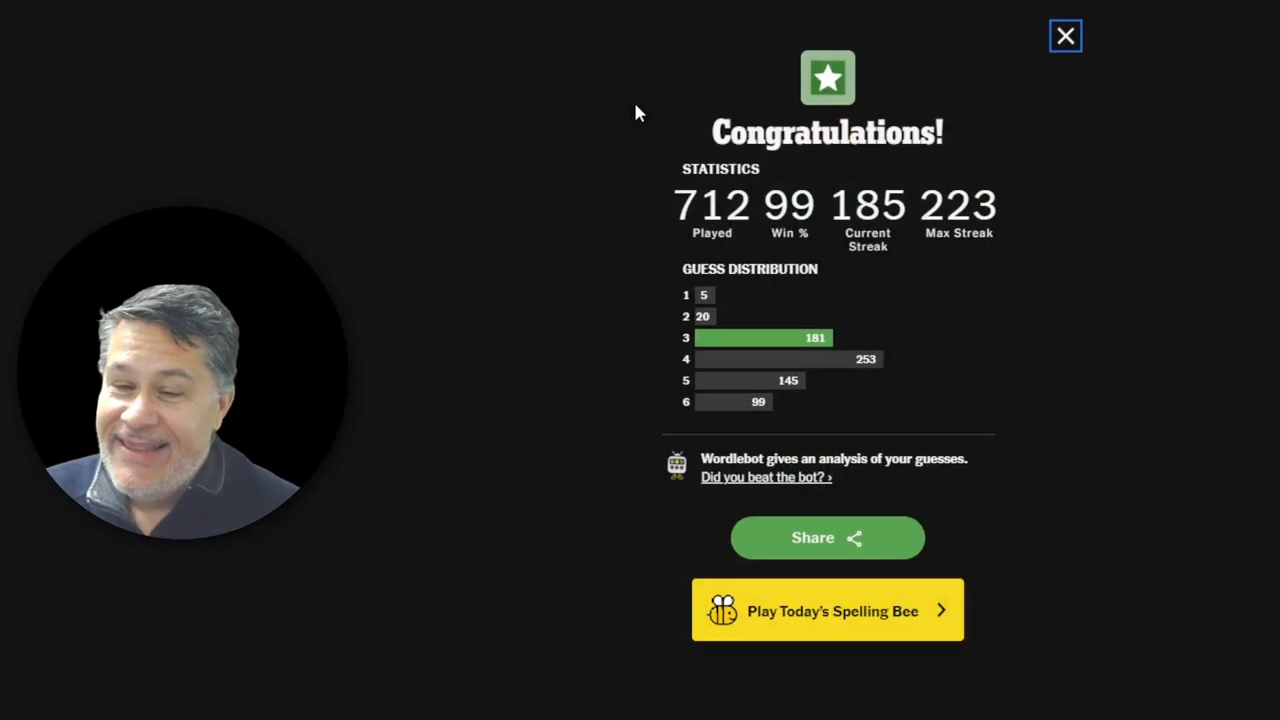 Congratulations!
STATISTICS
712 99 185 223
Played Win % Current Streak Max Streak
GUESS DISTRIBUTION
1 5
2 20
3 181
4 253
5 145
6 99
Wordlebot gives an analysis of your guesses.
Did you beat the bot? ›
Share
Play Today's Spelling Bee